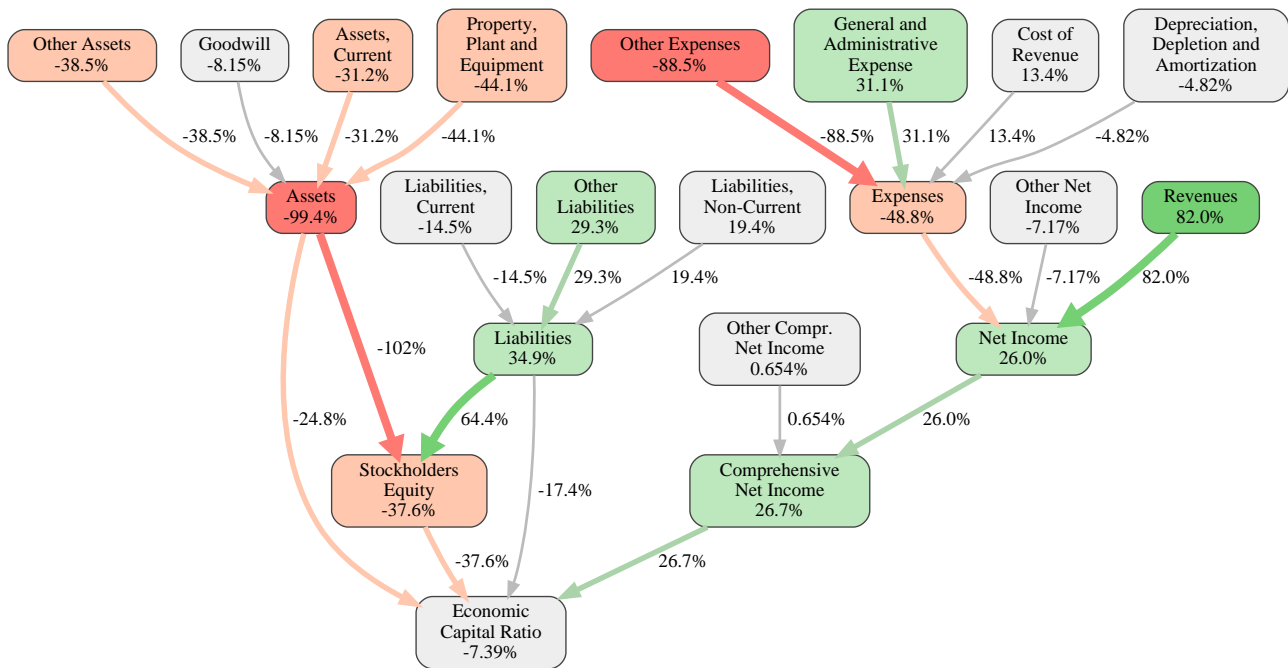 Other Assets
-38.5%
Goodwill
-8.15%
Assets,
Current
-31.2%
Property,
Plant and
Equipment
-44.1%
Other Expenses
-88.5%
General and
Administrative
Expense
31.1%
Cost of
Revenue
13.4%
Depreciation,
Depletion and
Amortization
-4.82%
-38.5%
-8.15%
-31.2%
-44.1%
-88.5%
31.1%
13.4%
-4.82%
Assets
-99.4%
Liabilities,
Current
-14.5%
Other
Liabilities
29.3%
Liabilities,
Non-Current
19.4%
Expenses
-48.8%
Other Net
Income
-7.17%
Revenues
82.0%
-14.5%
29.3%
19.4%
-48.8%
-7.17%
82.0%
-102%
Liabilities
34.9%
Other Compr.
Net Income
0.654%
Net Income
26.0%
-24.8%
64.4%
0.654%
26.0%
Stockholders
Equity
-37.6%
-17.4%
Comprehensive
Net Income
26.7%
-37.6%
26.7%
Economic
Capital Ratio
-7.39%